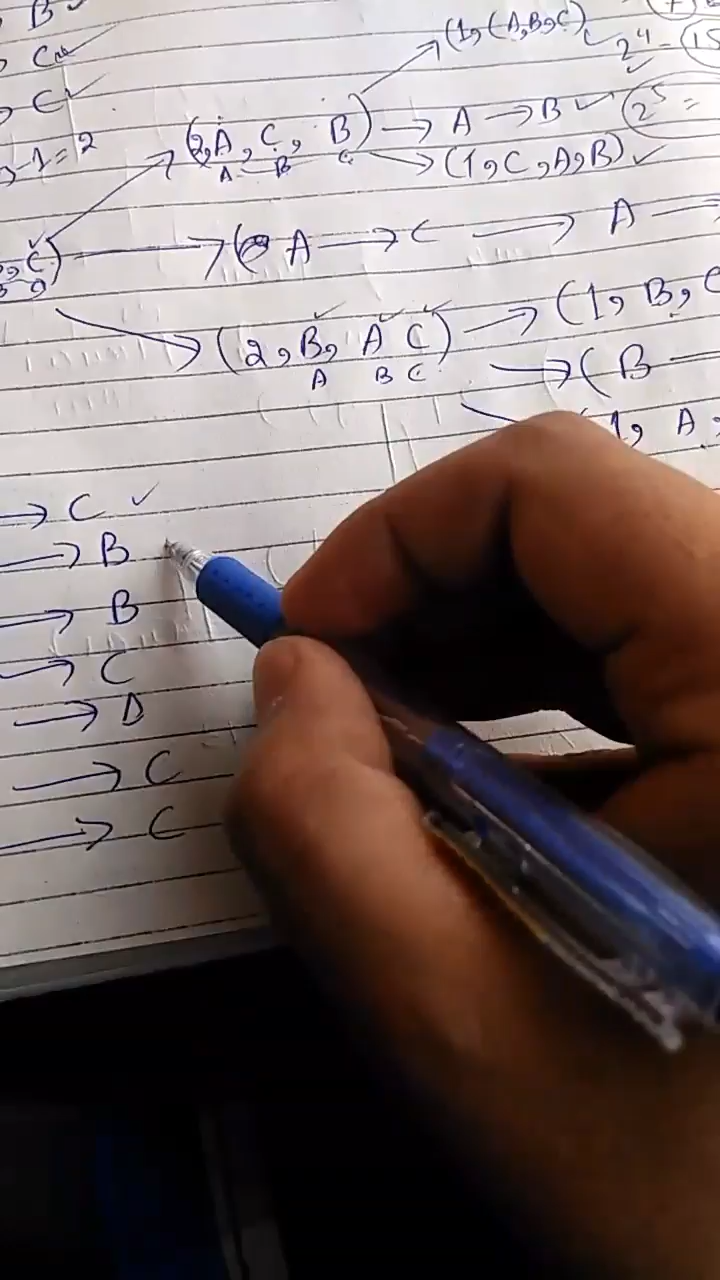 B
C
(1, (A,B,C)
2⁴ = 15
C
(2, A, C, B) → A → B
2⁵ =
-1 = 2
A B C
→ (1, C, A, B)
, C)
B C
→ ( A → C → A →
(2, B, A C) → (1, B, C
A B C
→ ( B —
1, A,
→ C
→ B
→ B
→ C
→ D
→ C
→ C